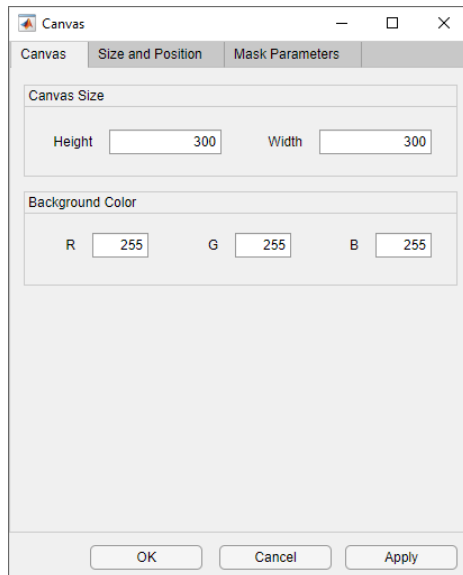 Canvas
Canvas Size and Position Mask Parameters
Canvas Size
Height 300 Width 300
Background Color
R 255 G 255 B 255
OK Cancel Apply